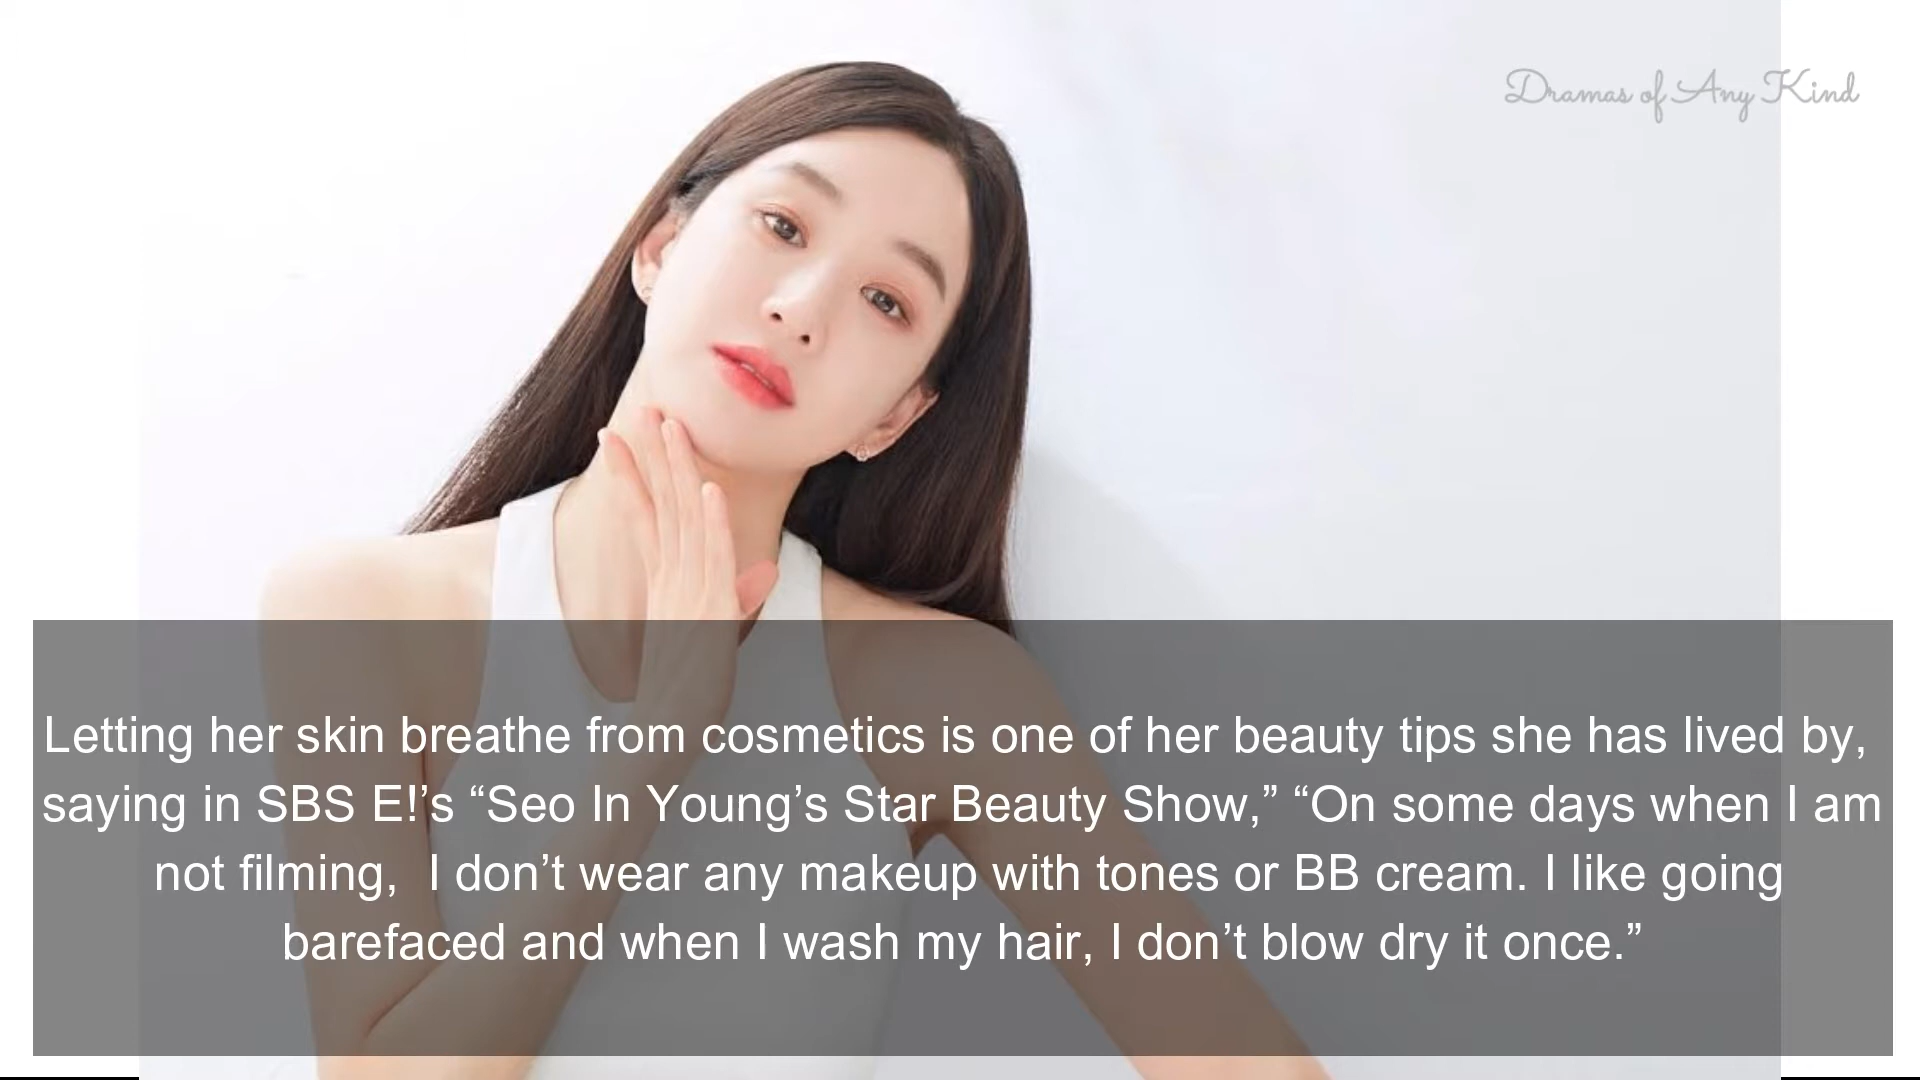 Dramas of Any Kind
Letting her skin breathe from cosmetics is one of her beauty tips she has lived by,
saying in SBS E!’s “Seo In Young’s Star Beauty Show,” “On some days when I am
not filming,  I don’t wear any makeup with tones or BB cream. I like going
barefaced and when I wash my hair, I don’t blow dry it once.”